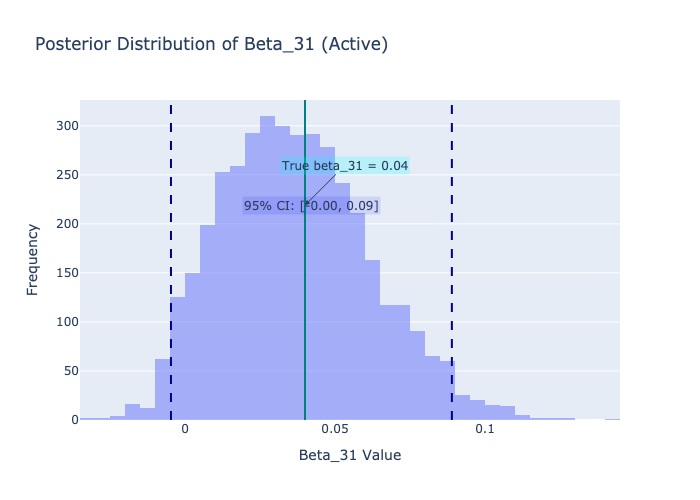 Posterior Distribution of Beta_31 (Active)
300
250
200
150
100
50
0
Frequency
True beta_31 = 0.04
95% CI: [-0.00, 0.09]
0
0.05
0.1
Beta_31 Value